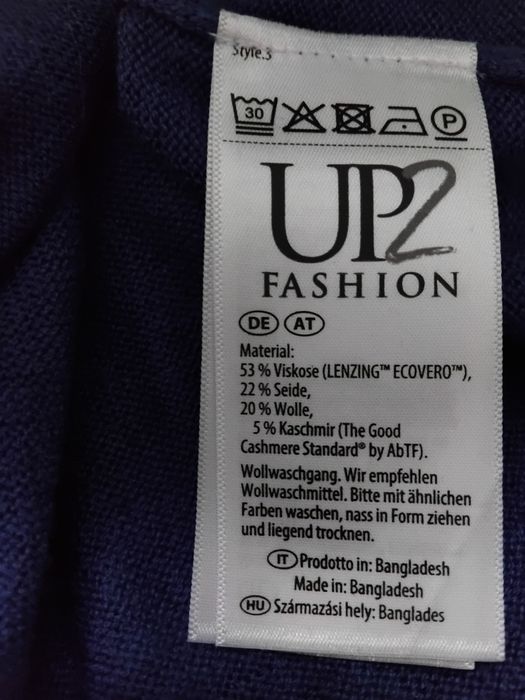 Style.3
30
P
UP2
FASHION
DE AT
Material:
53 % Viskose (LENZING™ ECOVERO™),
22 % Seide,
20 % Wolle,
5 % Kaschmir (The Good
Cashmere Standard® by AbTF).
Wollwaschgang. Wir empfehlen
Wollwaschmittel. Bitte mit ähnlichen
Farben waschen, nass in Form ziehen
und liegend trocknen.
IT Prodotto in: Bangladesh
Made in: Bangladesh
HU Származási hely: Banglades